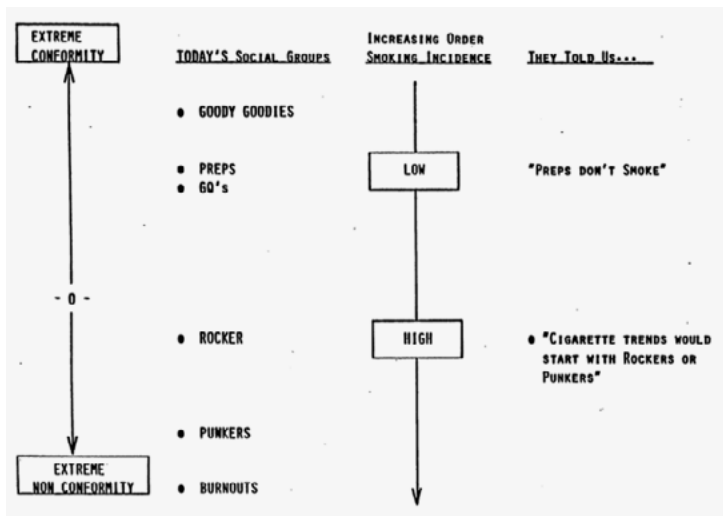 EXTREME
CONFORMITY
TODAY'S SOCIAL GROUPS
INCREASING ORDER
SMOKING INCIDENCE
THEY TOLD US...
• GOODY GOODIES
• PREPS
• GQ's
LOW
"PREPS DON'T SMOKE"
- 0 -
• ROCKER
HIGH
• "CIGARETTE TRENDS WOULD
START WITH ROCKERS OR
PUNKERS"
• PUNKERS
EXTREME
NON CONFORMITY
• BURNOUTS